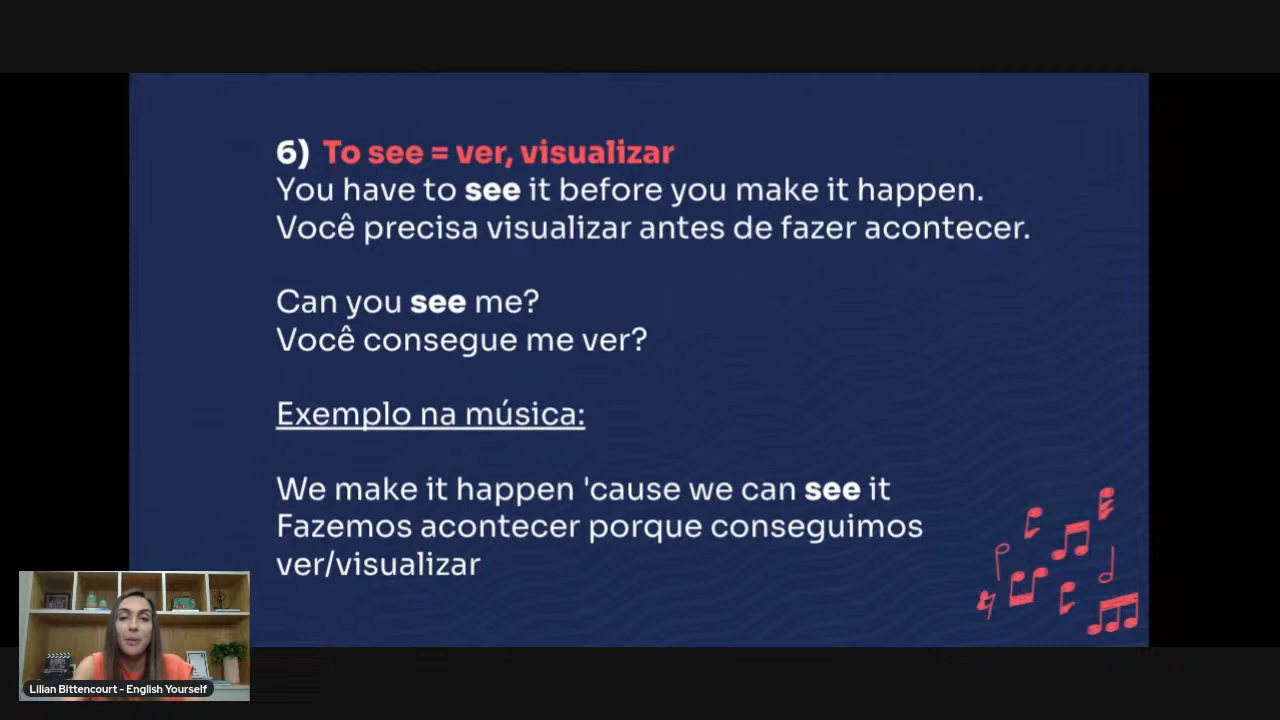 6) To see = ver, visualizar
You have to see it before you make it happen.
Você precisa visualizar antes de fazer acontecer.
Can you see me?
Você consegue me ver?
Exemplo na música:
We make it happen 'cause we can see it
Fazemos acontecer porque conseguimos
ver/visualizar
Lilian Bittencourt - English Yourself